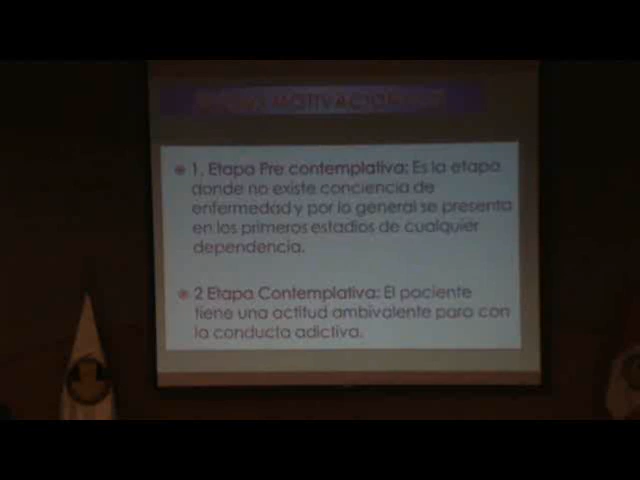 1. Etapa Pre contemplativa: Es la etapa
donde no existe conciencia de
enfermedad y por lo general se presenta
en los primeros estadios de cualquier
dependencia.
2 Etapa Contemplativa: El paciente
tiene una actitud ambivalente para con
la conducta adictiva.